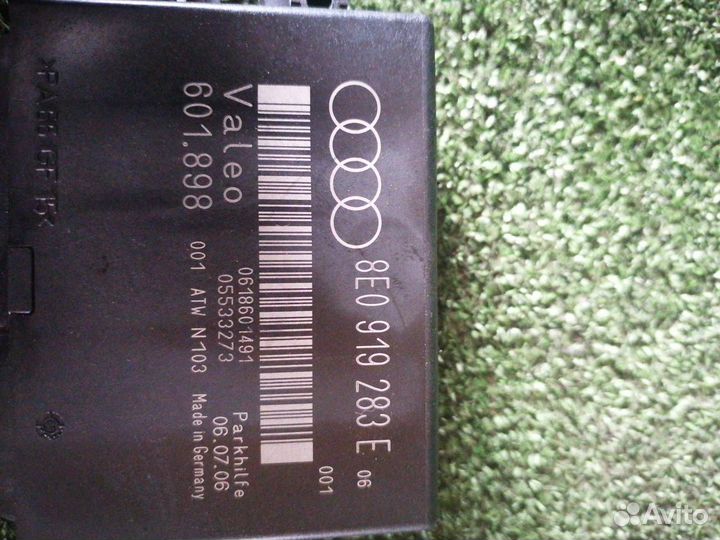 8E0 919 283 E 06
001
Valeo
601.898
0618601491
05533273
Parkhilfe
06.07.06
001 ATW N103 Made in Germany
Avito